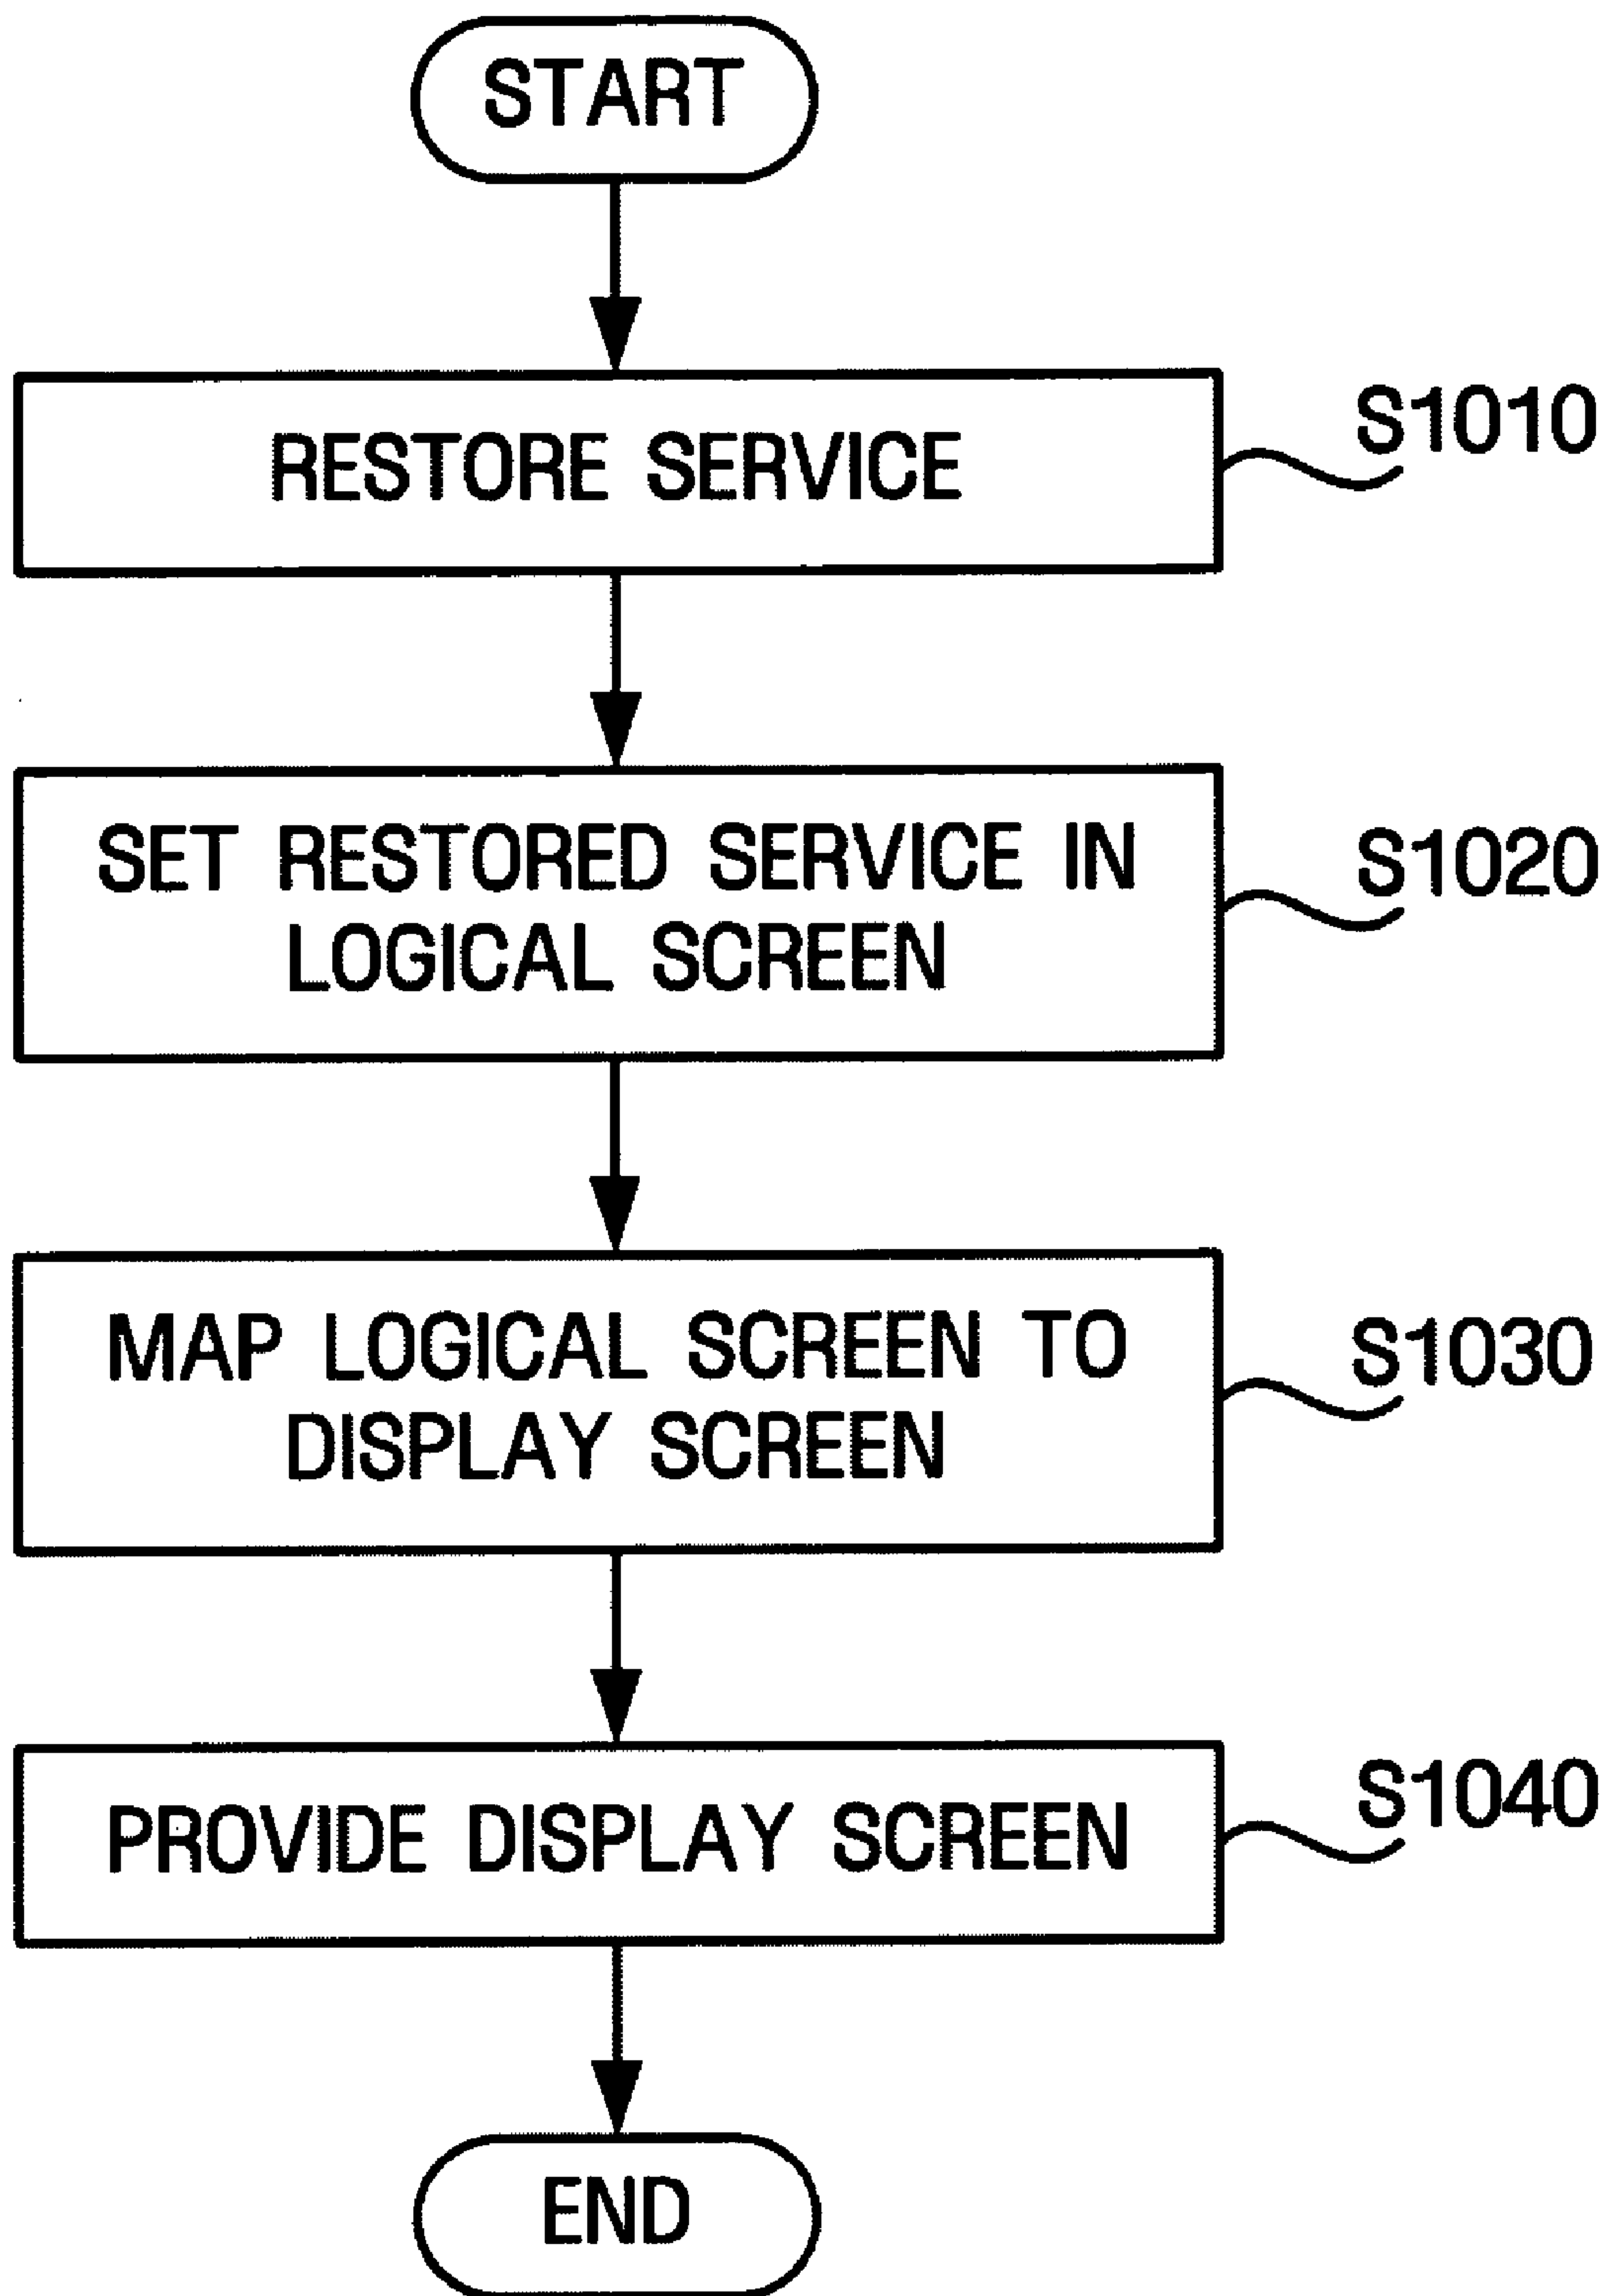 START
RESTORE SERVICE
S1010
SET RESTORED SERVICE IN
LOGICAL SCREEN
S1020
MAP LOGICAL SCREEN TO
DISPLAY SCREEN
S1030
PROVIDE DISPLAY SCREEN
S1040
END